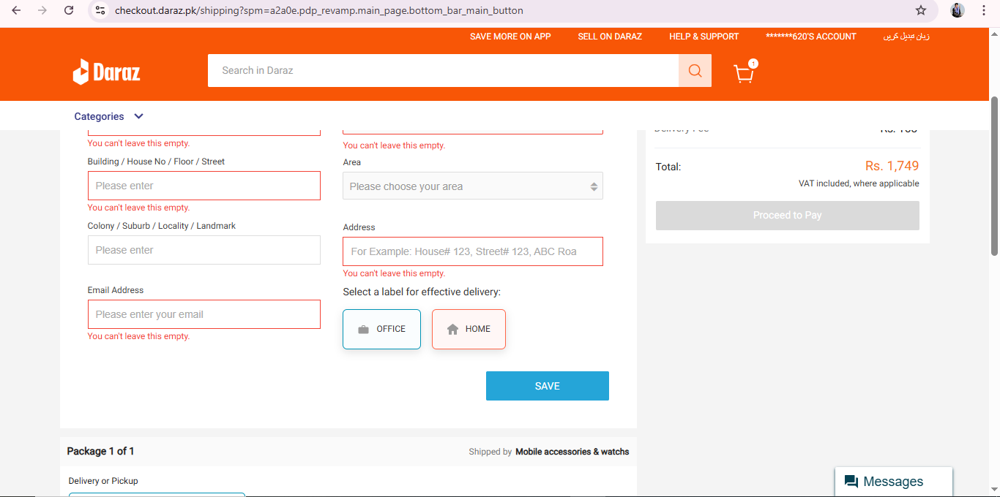 checkout.daraz.pk/shipping?spm=a2a0e.pdp_revamp.main_page.bottom_bar_main_button
SAVE MORE ON APP SELL ON DARAZ HELP & SUPPORT *******620'S ACCOUNT زبان تبدیل کریں
Daraz
Search in Daraz
1
Categories
You can't leave this empty.
You can't leave this empty.
Building / House No / Floor / Street
Please enter
You can't leave this empty.
Colony / Suburb / Locality / Landmark
Please enter
Email Address
Please enter your email
You can't leave this empty.
Area
Please choose your area
Address
For Example: House# 123, Street# 123, ABC Roa
You can't leave this empty.
Select a label for effective delivery:
OFFICE HOME
SAVE
Delivery Fee
Total: Rs. 1,749
VAT included, where applicable
Proceed to Pay
Package 1 of 1
Shipped by Mobile accessories & watchs
Delivery or Pickup
Messages